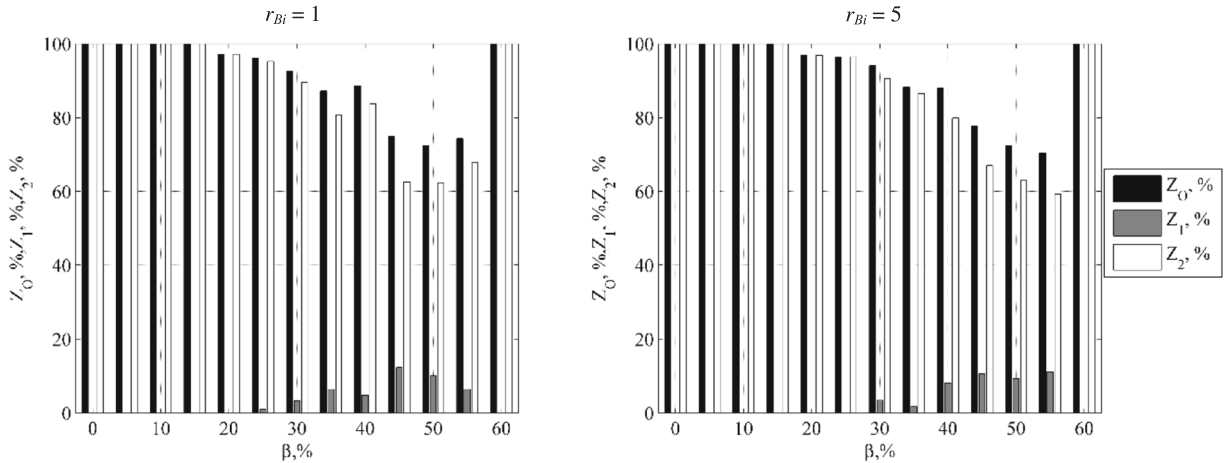 r_Bi = 1
100
80
60
40
20
0
Z_O, %,Z_1, %,Z_2, %
0 10 20 30 40 50 60
β,%
r_Bi = 5
100
80
60
40
20
0
Z_O, %.Z_1. %,Z_2, %
0 10 20 30 40 50 60
β,%
Z_O, %
Z_1, %
Z_2, %